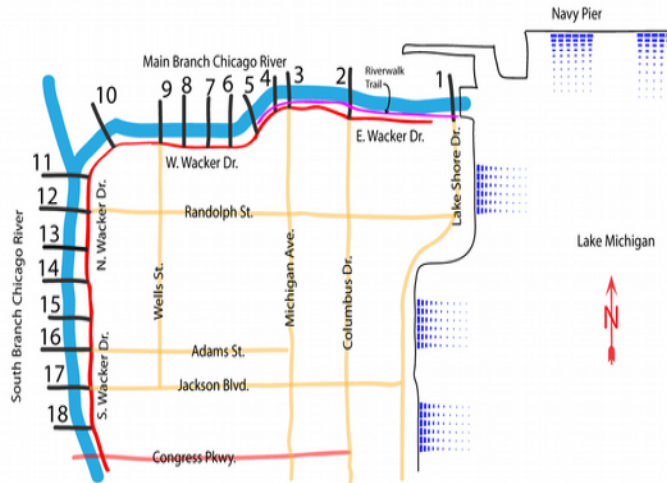 Navy Pier
Main Branch Chicago River
Riverwalk
Trail
10
9
8
7
6
5
4
3
2
1
E. Wacker Dr.
W. Wacker Dr.
Lake Shore Dr.
11
12
13
14
15
16
17
18
South Branch Chicago River
N. Wacker Dr.
S. Wacker Dr.
Randolph St.
Wells St.
Michigan Ave.
Columbus Dr.
Lake Michigan
N
Adams St.
Jackson Blvd.
Congress Pkwy.